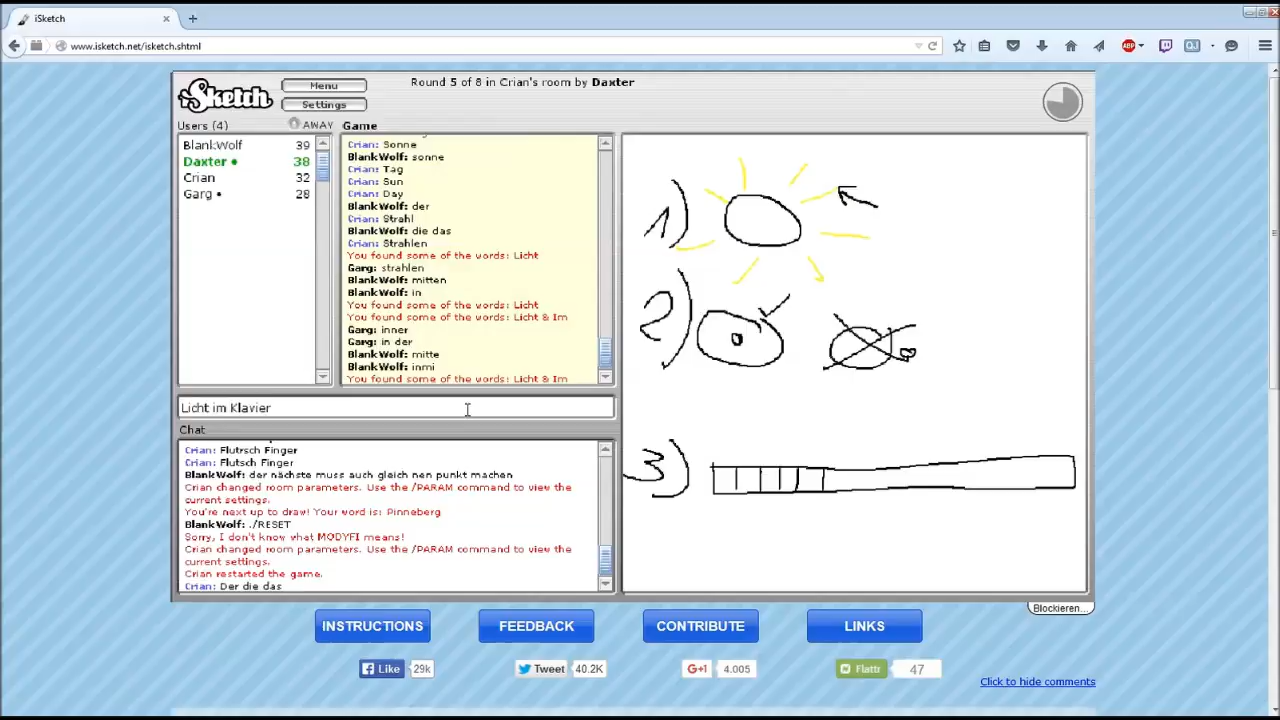 iSketch
www.isketch.net/isketch.shtml
ABP
QJ
iSketch
Menu
Settings
Round 5 of 8 in Crian's room by Daxter
Users (4)
AWAY
Game
BlankWolf 39
Daxter • 38
Crian 32
Garg • 28
Crian: Sonne
BlankWolf: sonne
Crian: Tag
Crian: Sun
Crian: Day
BlankWolf: der
Crian: Strahl
BlankWolf: die das
Crian: Strahlen
You found some of the words: Licht
Garg: strahlen
BlankWolf: mitten
BlankWolf: in
You found some of the words: Licht
You found some of the words: Licht & Im
Garg: inner
Garg: in der
BlankWolf: mitte
BlankWolf: inmi
You found some of the words: Licht & Im
Licht im Klavier
Chat
Crian: Flutrsch Finger
Crian: Flutsch Finger
BlankWolf: der nächste muss auch gleich nen punkt machen
Crian changed room parameters. Use the /PARAM command to view the
current settings.
You're next up to draw! Your word is: Pinneberg
BlankWolf: ./RESET
Sorry, I don't know what MODYFI means!
Crian changed room parameters. Use the /PARAM command to view the
current settings.
Crian restarted the game.
Crian: Der die das
1)
2)
3)
Blockieren...
INSTRUCTIONS
FEEDBACK
CONTRIBUTE
LINKS
Like 29k
Tweet 40.2K
G+1 4.005
Flattr 47
Click to hide comments